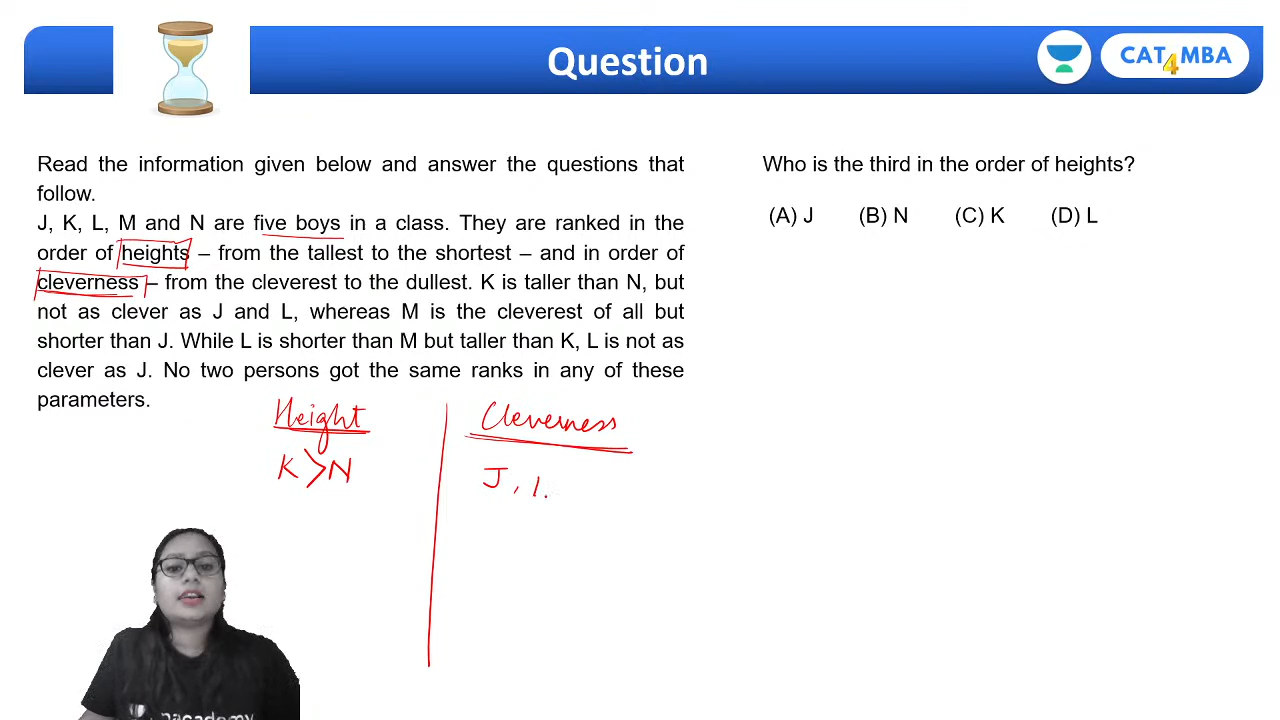 Question
CAT4MBA
Read the information given below and answer the questions that
follow.
J, K, L, M and N are five boys in a class. They are ranked in the
order of heights – from the tallest to the shortest – and in order of
cleverness – from the cleverest to the dullest. K is taller than N, but
not as clever as J and L, whereas M is the cleverest of all but
shorter than J. While L is shorter than M but taller than K, L is not as
clever as J. No two persons got the same ranks in any of these
parameters.
Who is the third in the order of heights?
(A) J (B) N (C) K (D) L
Height
K > N
Cleverness
J,